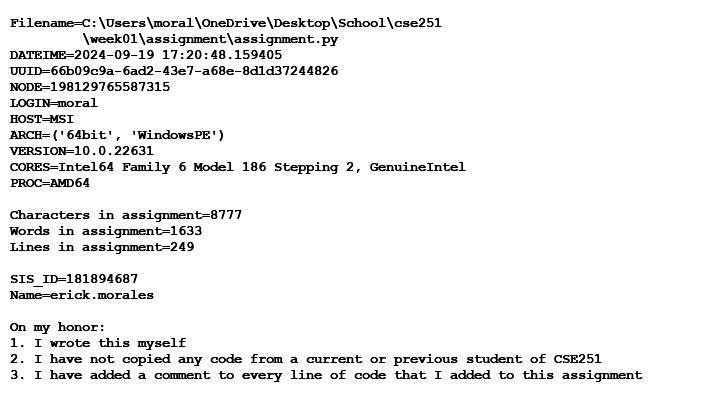 Filename=C:\Users\moral\OneDrive\Desktop\School\cse251
\week01\assignment\assignment.py
DATEIME=2024-09-19 17:20:48.159405
UUID=66b09c9a-6ad2-43e7-a68e-8d1d37244826
NODE=198129765587315
LOGIN=moral
HOST=MSI
ARCH=('64bit', 'WindowsPE')
VERSION=10.0.22631
CORES=Intel64 Family 6 Model 186 Stepping 2, GenuineIntel
PROC=AMD64

Characters in assignment=8777
Words in assignment=1633
Lines in assignment=249

SIS_ID=181894687
Name=erick.morales

On my honor:
1. I wrote this myself
2. I have not copied any code from a current or previous student of CSE251
3. I have added a comment to every line of code that I added to this assignment